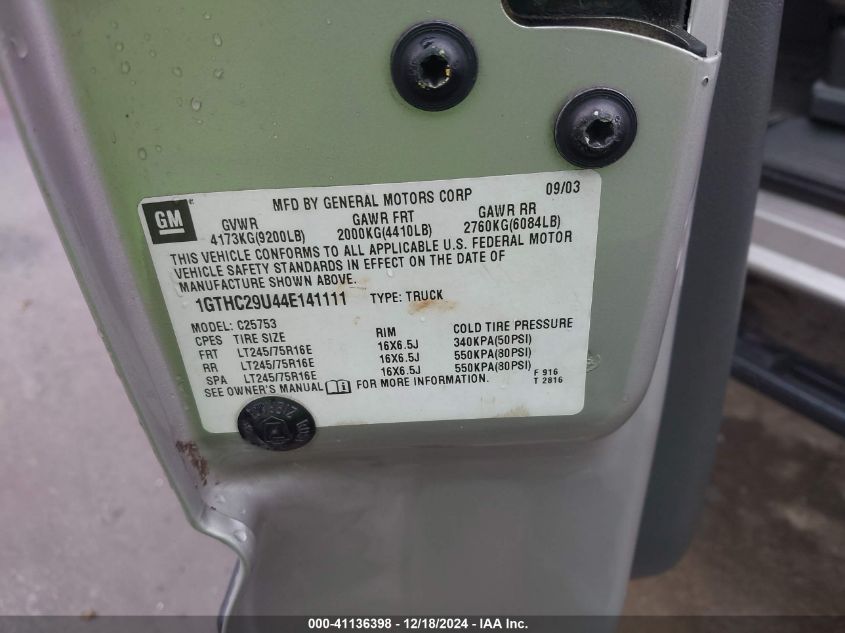 GM
MFD BY GENERAL MOTORS CORP 09/03
GVWR GAWR FRT GAWR RR
4173KG(9200LB) 2000KG(4410LB) 2760KG(6084LB)
THIS VEHICLE CONFORMS TO ALL APPLICABLE U.S. FEDERAL MOTOR
VEHICLE SAFETY STANDARDS IN EFFECT ON THE DATE OF
MANUFACTURE SHOWN ABOVE.
1GTHC29U44E141111 TYPE: TRUCK
MODEL: C25753
CPES TIRE SIZE RIM COLD TIRE PRESSURE
FRT LT245/75R16E 16X6.5J 340KPA(50PSI)
RR LT245/75R16E 16X6.5J 550KPA(80PSI)
SPA LT245/75R16E 16X6.5J 550KPA(80PSI)
SEE OWNER'S MANUAL FOR MORE INFORMATION.
F 916
T 2816
000-41136398 - 12/18/2024 - IAA Inc.